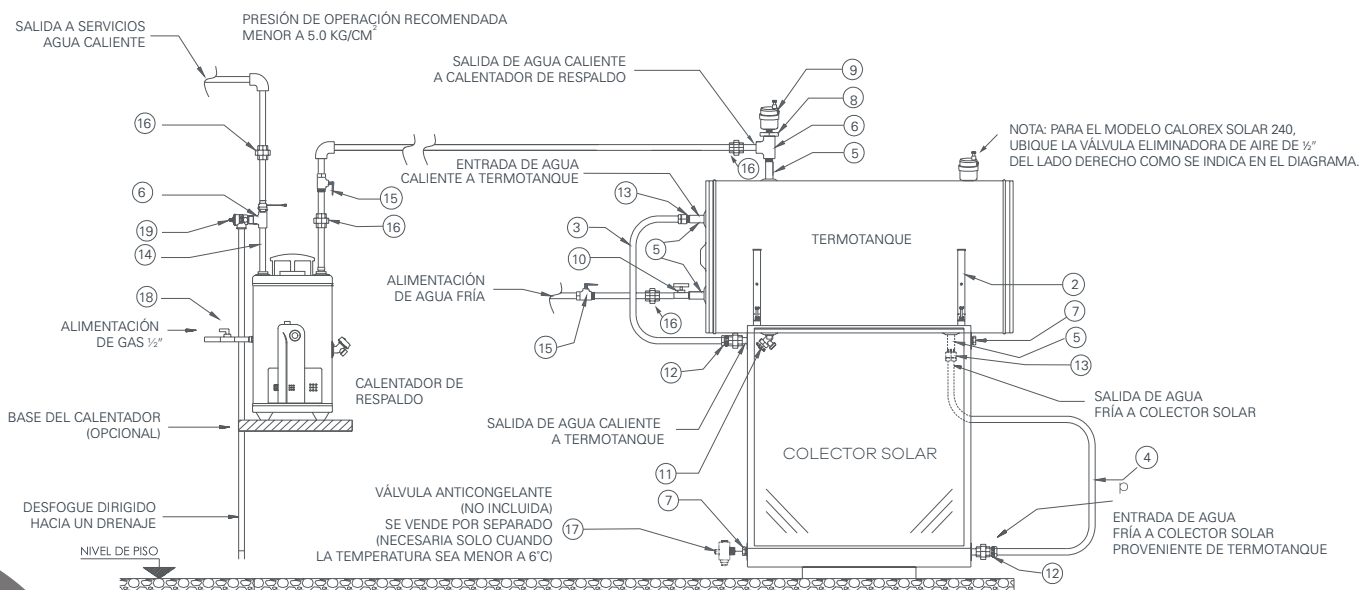 SALIDA A SERVICIOS
AGUA CALIENTE
PRESIÓN DE OPERACIÓN RECOMENDADA
MENOR A 5.0 KG/CM²
SALIDA DE AGUA CALIENTE
A CALENTADOR DE RESPALDO
9
8
6
5
16
NOTA: PARA EL MODELO CALOREX SOLAR 240,
UBIQUE LA VÁLVULA ELIMINADORA DE AIRE DE ½"
DEL LADO DERECHO COMO SE INDICA EN EL DIAGRAMA.
16
6
19
14
15
16
ENTRADA DE AGUA
CALIENTE A TERMOTANQUE
13
3
5
10
TERMOTANQUE
ALIMENTACIÓN
DE AGUA FRÍA
16
15
12
2
7
5
13
18
ALIMENTACIÓN
DE GAS ½"
CALENTADOR DE
RESPALDO
BASE DEL CALENTADOR
(OPCIONAL)
SALIDA DE AGUA
FRÍA A COLECTOR SOLAR
SALIDA DE AGUA CALIENTE
A TERMOTANQUE
COLECTOR SOLAR
11
4
p
7
VÁLVULA ANTICONGELANTE
(NO INCLUIDA)
SE VENDE POR SEPARADO
(NECESARIA SOLO CUANDO
LA TEMPERATURA SEA MENOR A 6°C)
17
DESFOGUE DIRIGIDO
HACIA UN DRENAJE
ENTRADA DE AGUA
FRÍA A COLECTOR SOLAR
PROVENIENTE DE TERMOTANQUE
12
NIVEL DE PISO